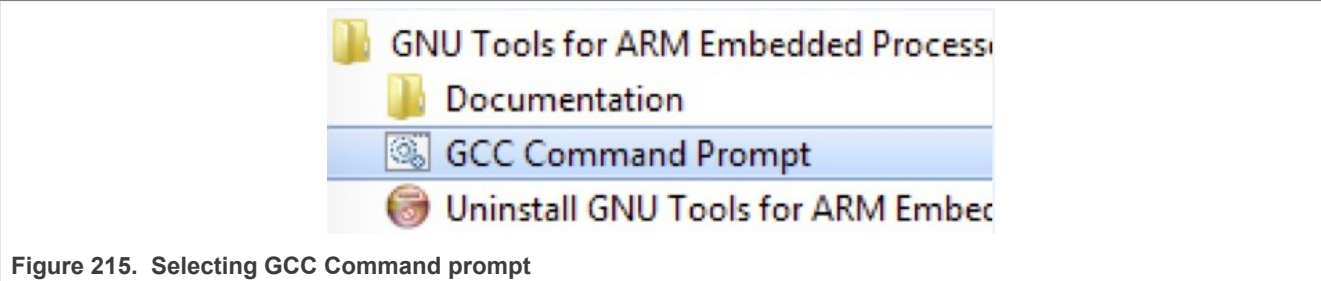 GNU Tools for ARM Embedded Process
Documentation
GCC Command Prompt
Uninstall GNU Tools for ARM Embec
Figure 215. Selecting GCC Command prompt